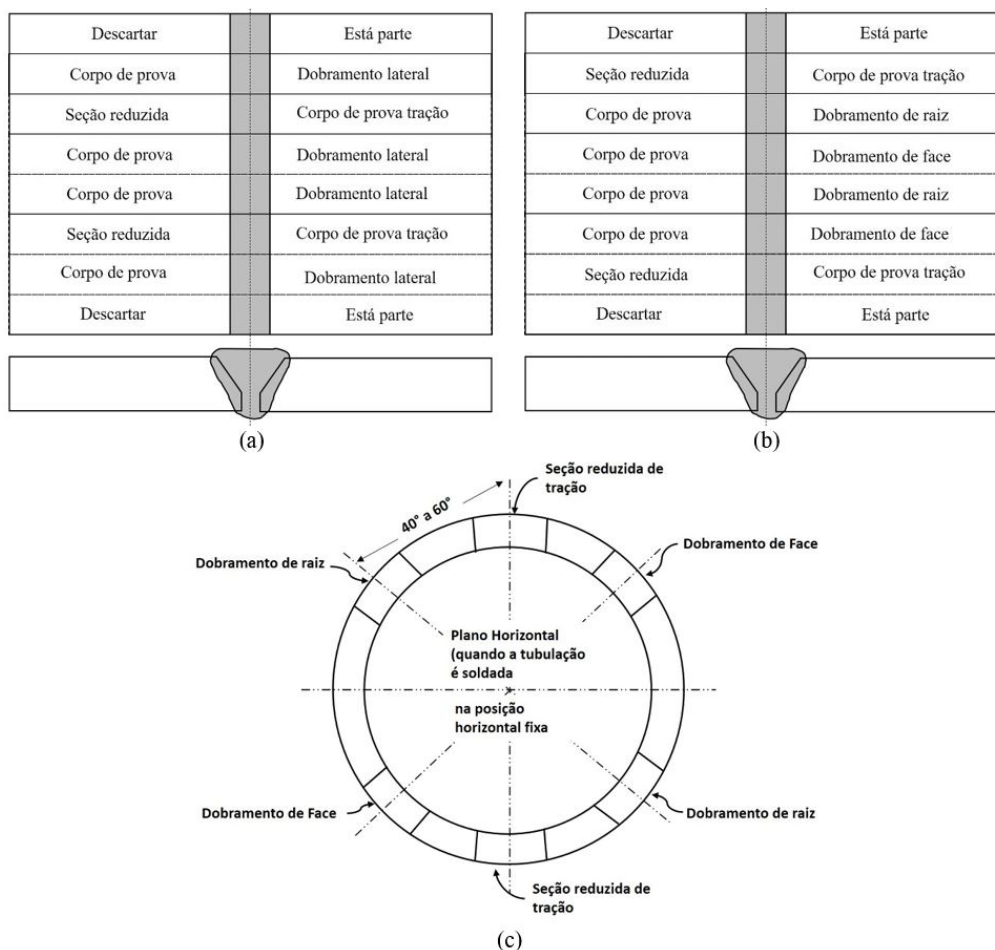 Descartar Está parte
Corpo de prova Dobramento lateral
Seção reduzida Corpo de prova tração
Corpo de prova Dobramento lateral
Corpo de prova Dobramento lateral
Seção reduzida Corpo de prova tração
Corpo de prova Dobramento lateral
Descartar Está parte
(a)
Descartar Está parte
Seção reduzida Corpo de prova tração
Corpo de prova Dobramento de raiz
Corpo de prova Dobramento de face
Corpo de prova Dobramento de raiz
Corpo de prova Dobramento de face
Seção reduzida Corpo de prova tração
Descartar Está parte
(b)
Seção reduzida de
tração
40° a 60°
Dobramento de raiz
Dobramento de Face
Plano Horizontal
(quando a tubulação
é soldada
na posição
horizontal fixa
Dobramento de Face
Dobramento de raiz
Seção reduzida de
tração
(c)